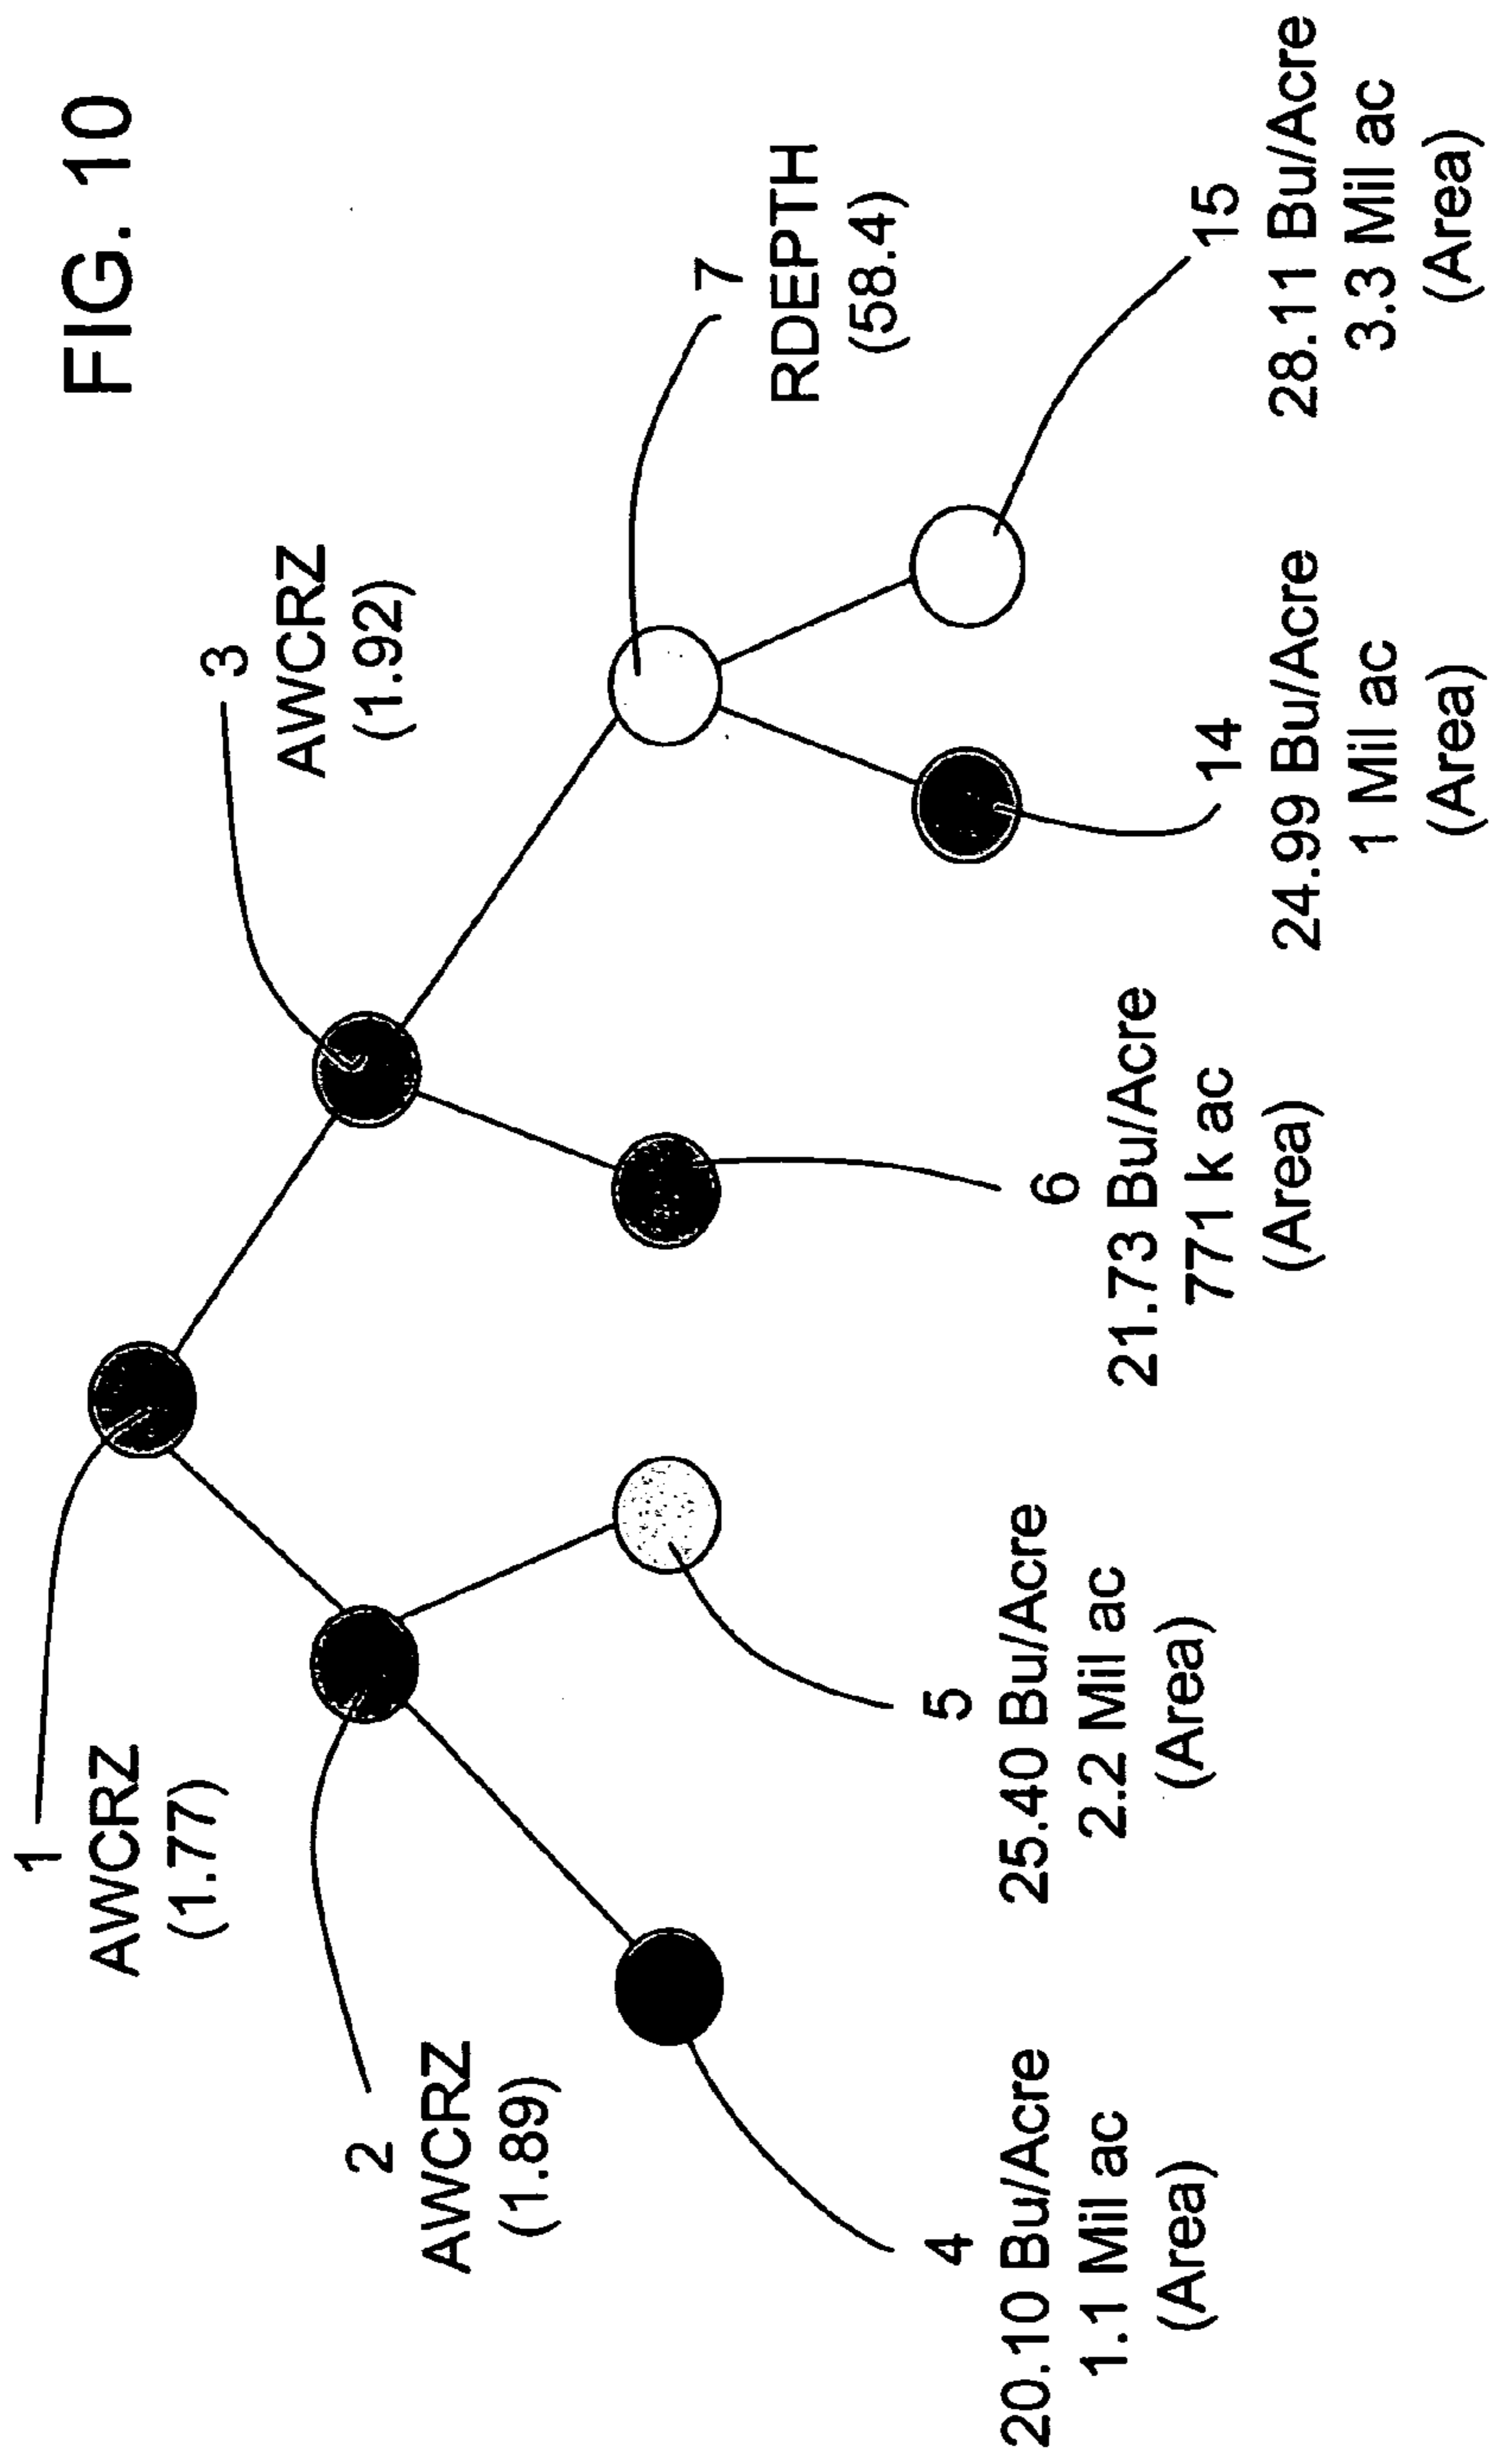 FIG. 10
1
AWCRZ
(1.77)
2
AWCRZ
(1.89)
3
AWCRZ
(1.92)
7
RDEPTH
(58.4)
4
20.10 Bu/Acre
1.1 Mil ac
(Area)
5
25.40 Bu/Acre
2.2 Mil ac
(Area)
6
21.73 Bu/Acre
771 k ac
(Area)
14
24.99 Bu/Acre
1 Mil ac
(Area)
15
28.11 Bu/Acre
3.3 Mil ac
(Area)